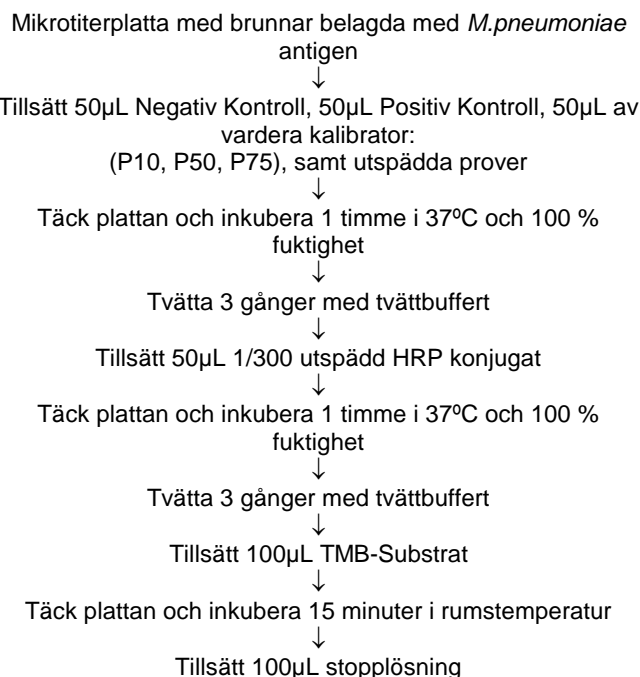 Mikrotiterplatta med brunnar belagda med M.pneumoniae
antigen
↓
Tillsätt 50µL Negativ Kontroll, 50µL Positiv Kontroll, 50µL av
vardera kalibrator:
(P10, P50, P75), samt utspädda prover
↓
Täck plattan och inkubera 1 timme i 37⁰C och 100 %
fuktighet
↓
Tvätta 3 gånger med tvättbuffert
↓
Tillsätt 50µL 1/300 utspädd HRP konjugat
↓
Täck plattan och inkubera 1 timme i 37⁰C och 100 %
fuktighet
↓
Tvätta 3 gånger med tvättbuffert
↓
Tillsätt 100µL TMB-Substrat
↓
Täck plattan och inkubera 15 minuter i rumstemperatur
↓
Tillsätt 100µL stopplösning